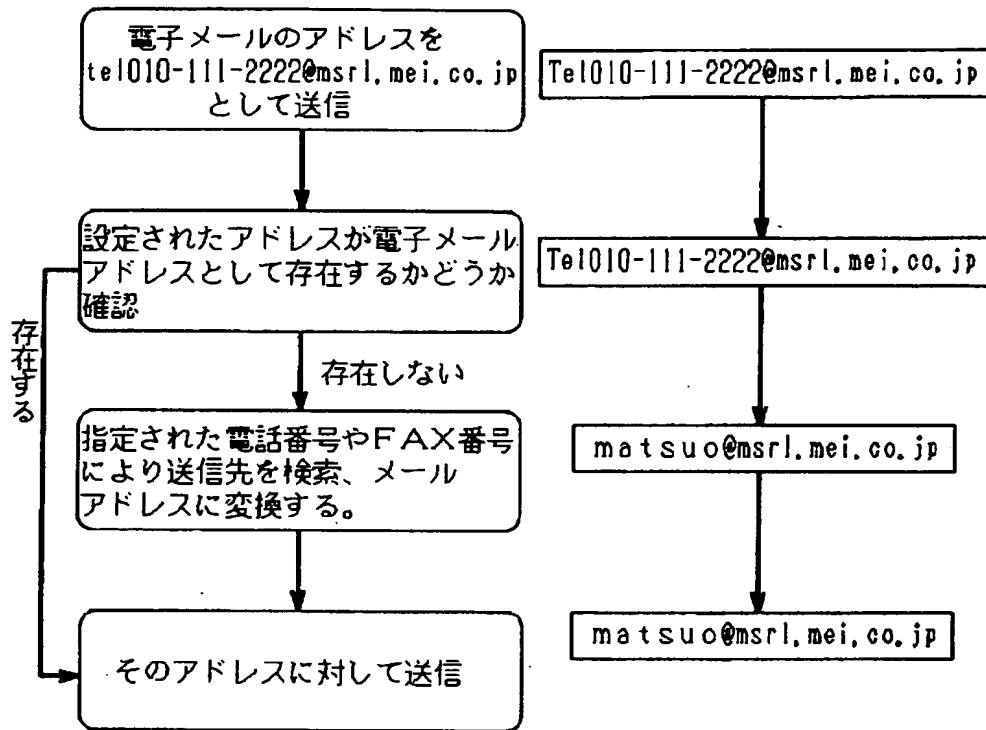 電子メールのアドレスを
tel010-111-2222@msrl.mei.co.jp
として送信
設定されたアドレスが電子メール
アドレスとして存在するかどうか
確認
存在する
存在しない
指定された電話番号やFAX番号
により送信先を検索、メール
アドレスに変換する。
そのアドレスに対して送信
Tel010-111-2222@msrl.mei.co.jp
Tel010-111-2222@msrl.mei.co.jp
matsuo@msrl.mei.co.jp
matsuo@msrl.mei.co.jp